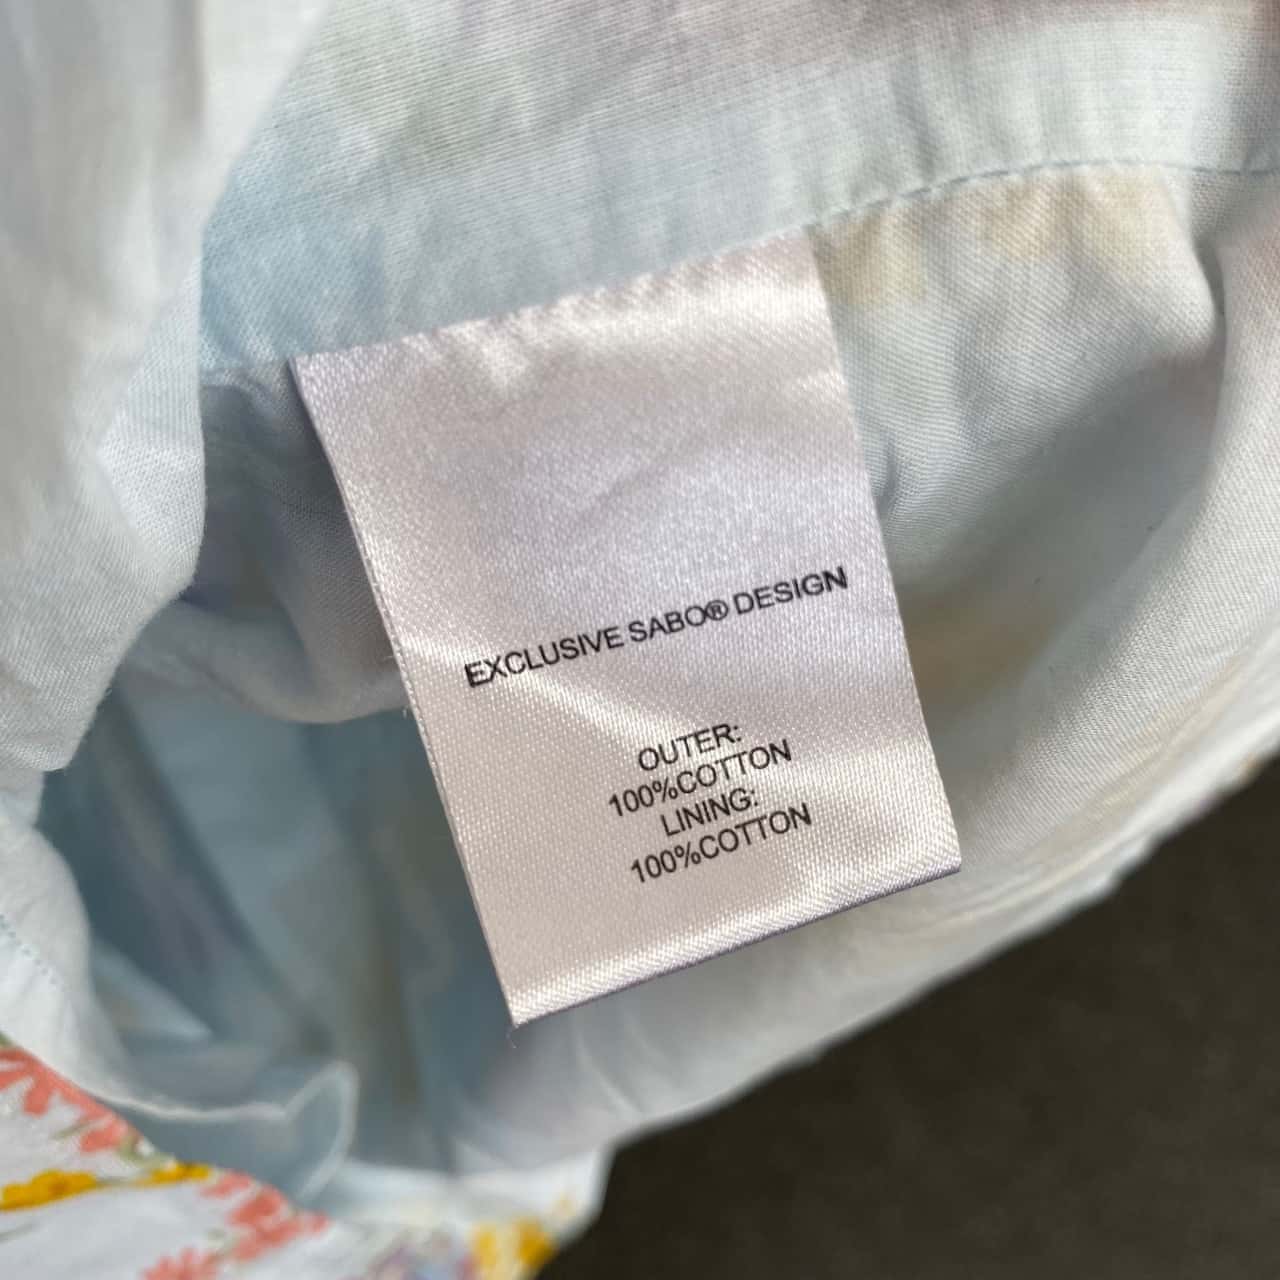 EXCLUSIVE SABO® DESIGN
OUTER:
100%COTTON
LINING:
100%COTTON